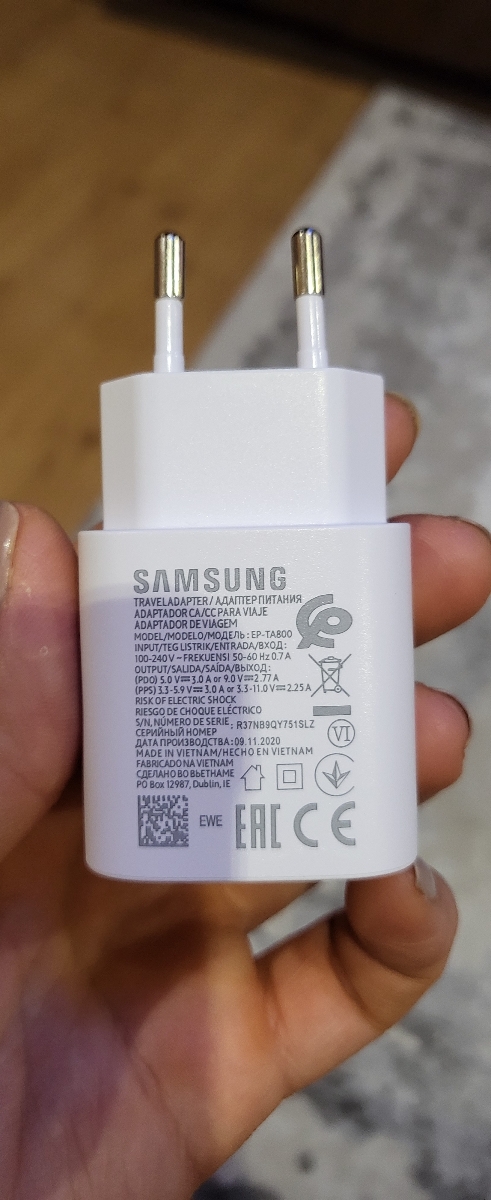 SAMSUNG
TRAVELADAPTER / АДАПТЕР ПИТАНИЯ
ADAPTADOR CA/CC PARA VIAJE
ADAPTADOR DE VIAGEM
MODEL/MODELO/МОДЕЛЬ : EP-TA800
INPUT/TEG LISTRIK/ENTRADA/ВХОД:
100-240 V ~ FREKUENSI 50-60 Hz 0.7 A
OUTPUT/SALIDA/SAÍDA/ВЫХОД:
(PDO) 5.0 V⎓3.0 A or 9.0 V⎓2.77 A
(PPS) 3.3-5.9 V⎓3.0 A or 3.3-11.0 V⎓2.25 A
RISK OF ELECTRIC SHOCK
RIESGO DE CHOQUE ELÉCTRICO
S/N, NÚMERO DE SERIE, : R37NB9QY751SLZ
СЕРИЙНЫЙ НОМЕР
VI
ДАТА ПРОИЗВОДСТВА: 09.11.2020
MADE IN VIETNAM/HECHO EN VIETNAM
FABRICADO NA VIETNAM
СДЕЛАНО ВО ВЬЕТНАМЕ
PO Box 12987, Dublin, IE
EWE EAC CE